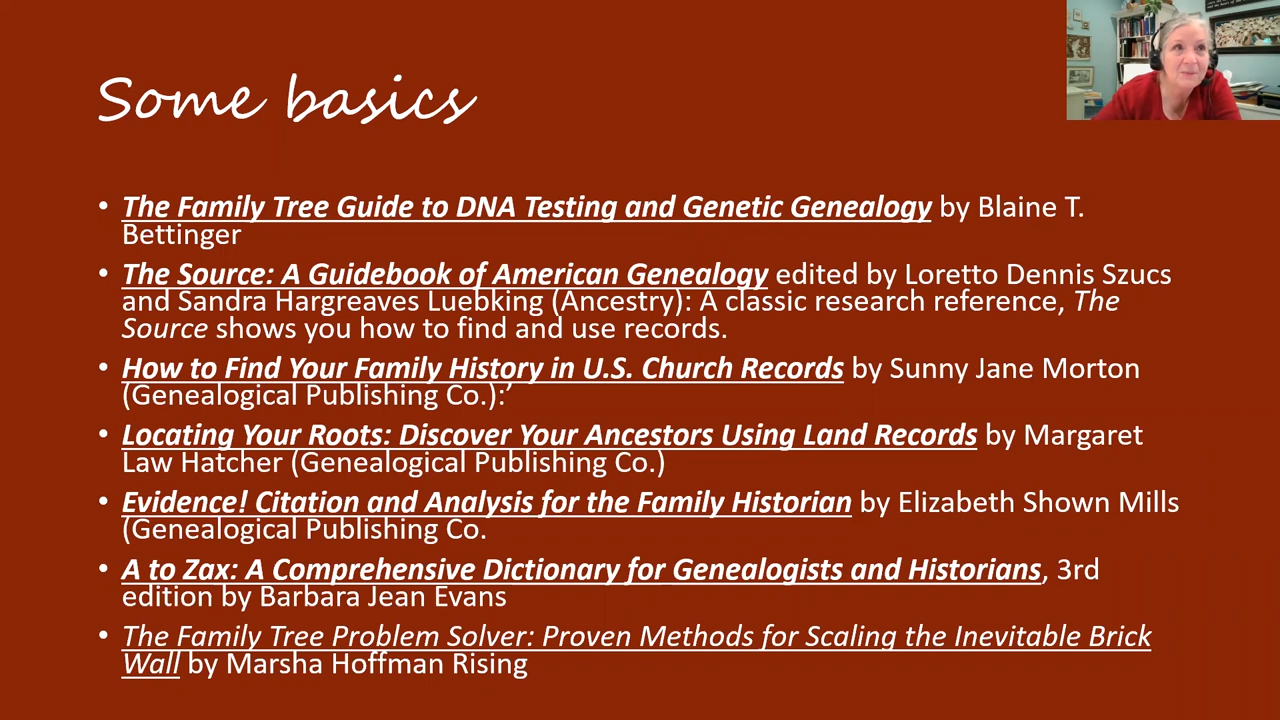 Some basics
• The Family Tree Guide to DNA Testing and Genetic Genealogy by Blaine T.
Bettinger
• The Source: A Guidebook of American Genealogy edited by Loretto Dennis Szucs
and Sandra Hargreaves Luebking (Ancestry): A classic research reference, The
Source shows you how to find and use records.
• How to Find Your Family History in U.S. Church Records by Sunny Jane Morton
(Genealogical Publishing Co.):’
• Locating Your Roots: Discover Your Ancestors Using Land Records by Margaret
Law Hatcher (Genealogical Publishing Co.)
• Evidence! Citation and Analysis for the Family Historian by Elizabeth Shown Mills
(Genealogical Publishing Co.
• A to Zax: A Comprehensive Dictionary for Genealogists and Historians, 3rd
edition by Barbara Jean Evans
• The Family Tree Problem Solver: Proven Methods for Scaling the Inevitable Brick
Wall by Marsha Hoffman Rising